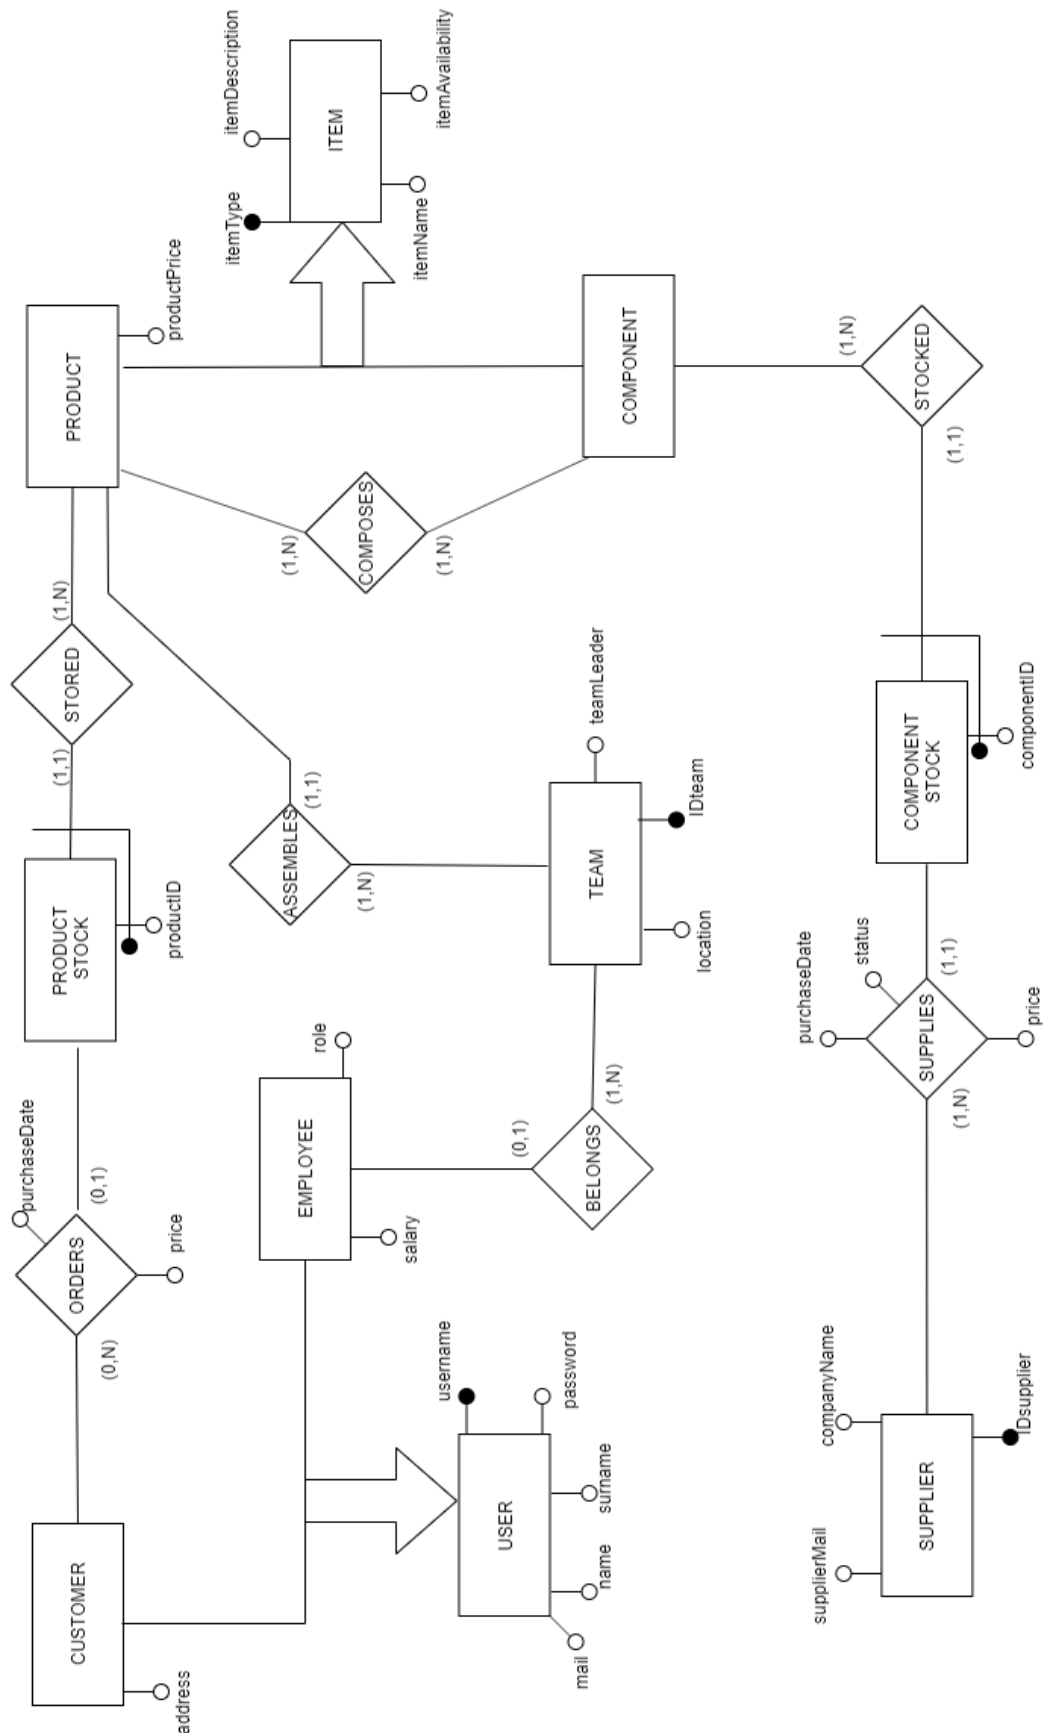 CUSTOMER
address
(0,N)
ORDERS
purchaseDate
price
(0,1)
PRODUCT
STOCK
productID
(1,1)
STORED
(1,N)
PRODUCT
productPrice
USER
mail
name
surname
username
password
EMPLOYEE
salary
role
(0,1)
BELONGS
(1,N)
TEAM
location
IDteam
teamLeader
(1,N)
ASSEMBLES
(1,1)
(1,N)
COMPOSES
(1,N)
itemType
itemDescription
ITEM
itemName
itemAvailability
SUPPLIER
supplierMail
companyName
IDsupplier
(1,N)
SUPPLIES
purchaseDate
status
price
(1,1)
COMPONENT
STOCK
componentID
(1,1)
STOCKED
(1,N)
COMPONENT